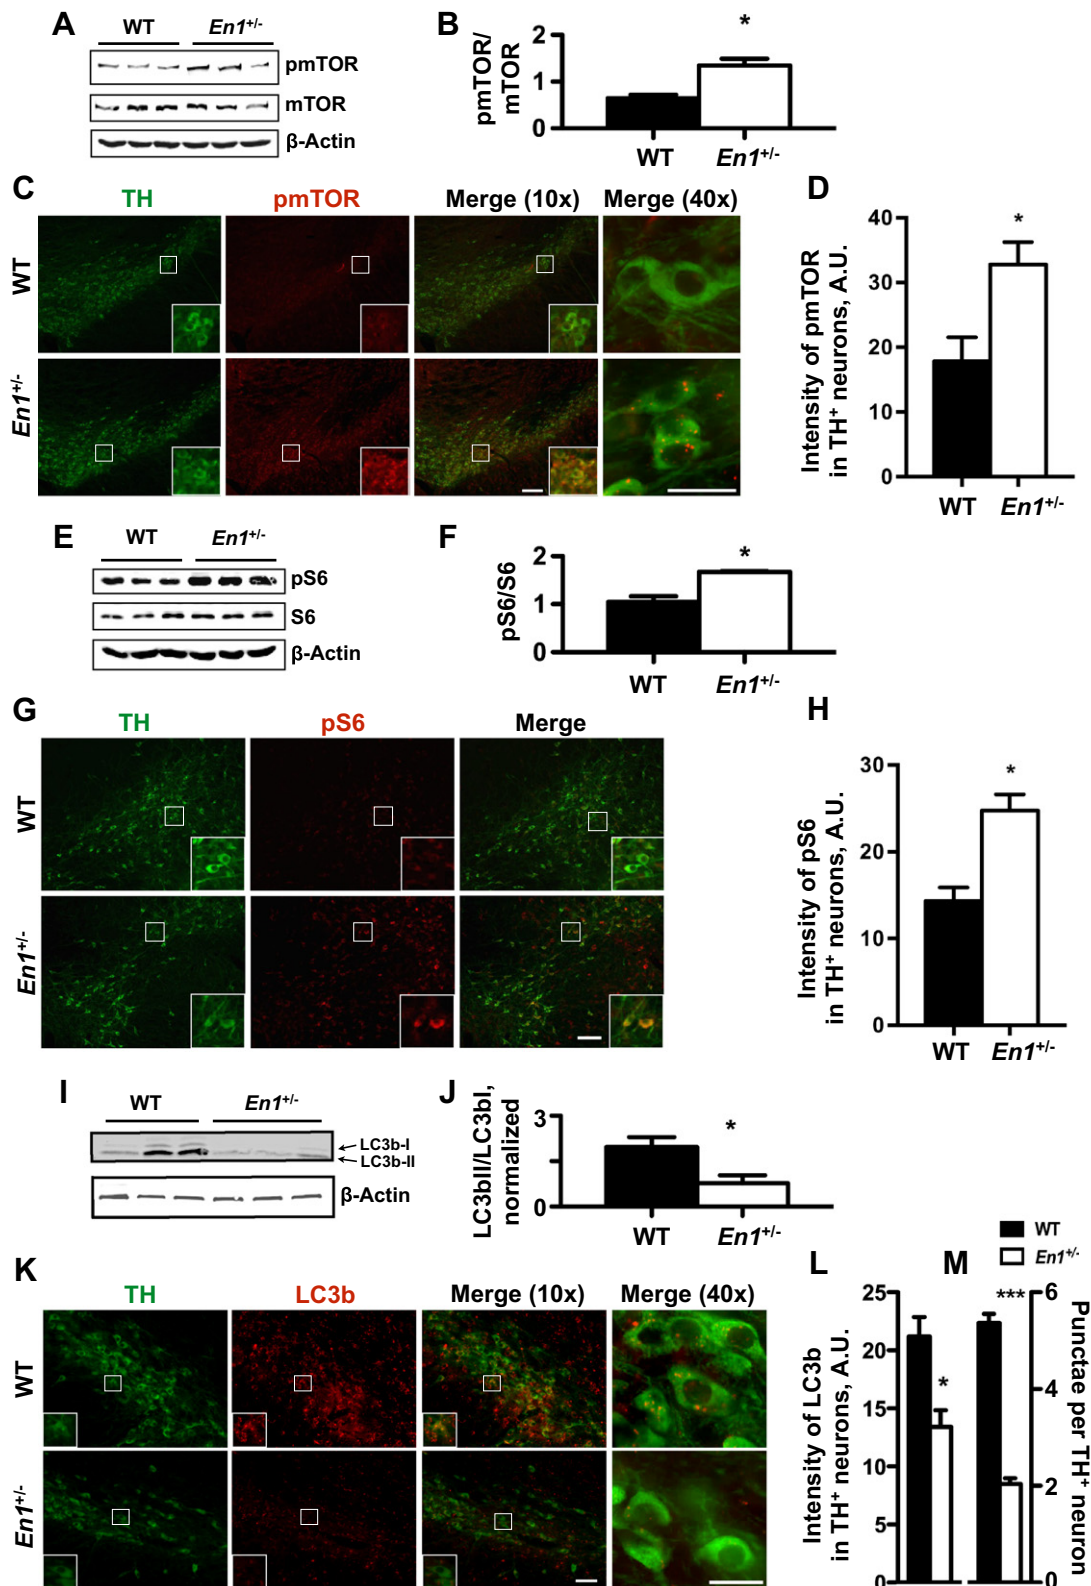 A
WT
En1+/-
pmTOR
mTOR
β-Actin
B
pmTOR/
mTOR
2
1
0
*
WT
En1+/-
C
TH
pmTOR
Merge (10x)
Merge (40x)
WT
En1+/-
D
Intensity of pmTOR
in TH+ neurons, A.U.
40
30
20
10
0
*
WT
En1+/-
E
WT
En1+/-
pS6
S6
β-Actin
F
pS6/S6
2
1
0
*
WT
En1+/-
G
TH
pS6
Merge
WT
En1+/-
H
Intensity of pS6
in TH+ neurons, A.U.
30
20
10
0
*
WT
En1+/-
I
WT
En1+/-
LC3b-I
LC3b-II
β-Actin
J
LC3bII/LC3bI,
normalized
3
0
*
WT
En1+/-
K
TH
LC3b
Merge (10x)
Merge (40x)
WT
En1+/-
WT
En1+/-
L
Intensity of LC3b
in TH+ neurons, A.U.
25
20
15
10
5
0
*
M
***
6
4
2
0
Punctae per TH+
neuron